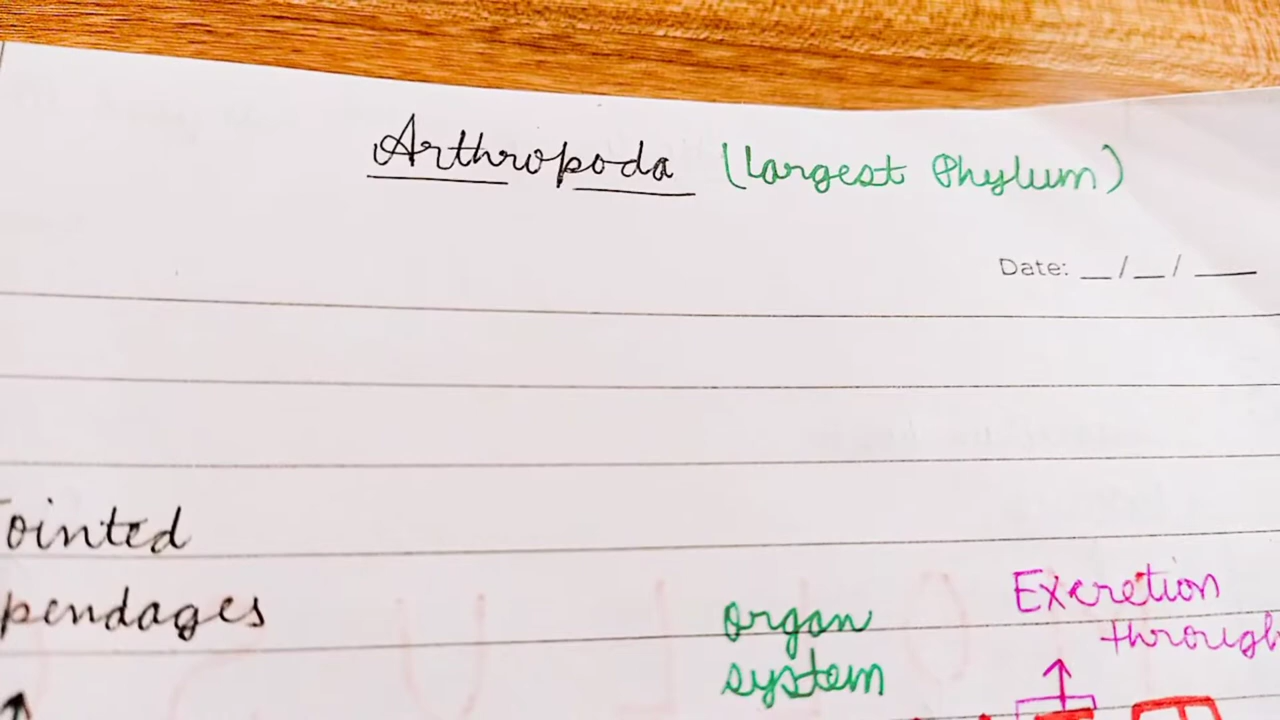 Arthropoda (Largest Phylum)
Date: __/__/____
ointed
pendages
organ
system
Excretion
through